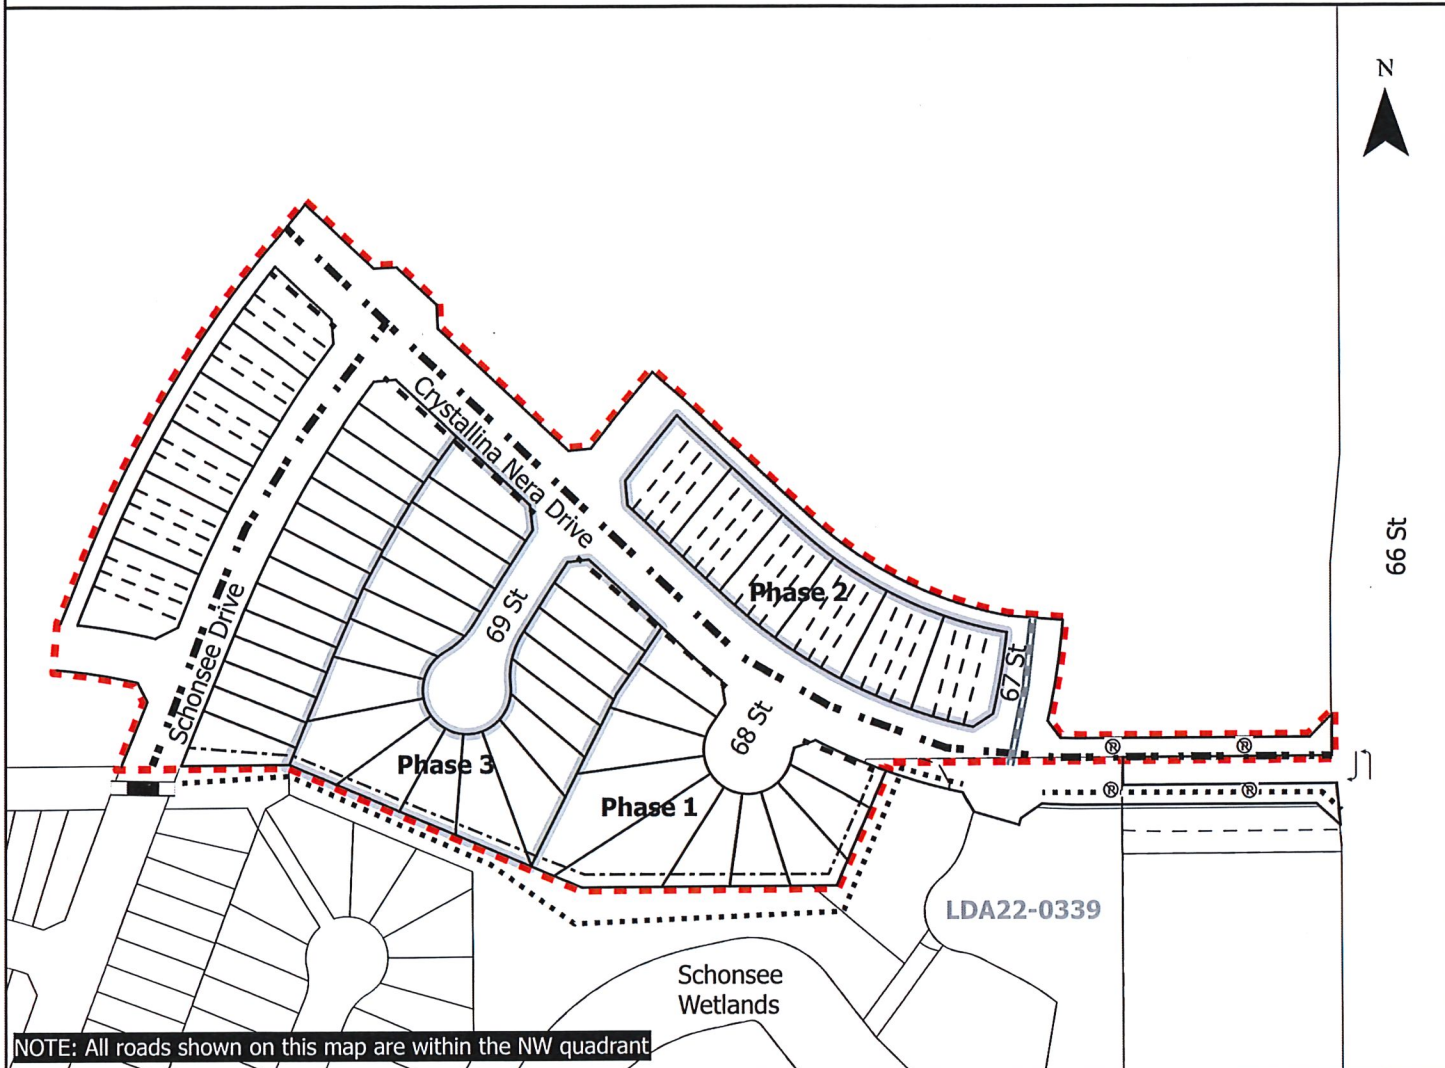 N
Crystallina Nera Drive
66 St
Phase 2
69 St
Schonsee Drive
67 St
68 St
® ®
Phase 3
Phase 1
® ®
LDA22-0339
Schonsee
Wetlands
NOTE: All roads shown on this map are within the NW quadrant